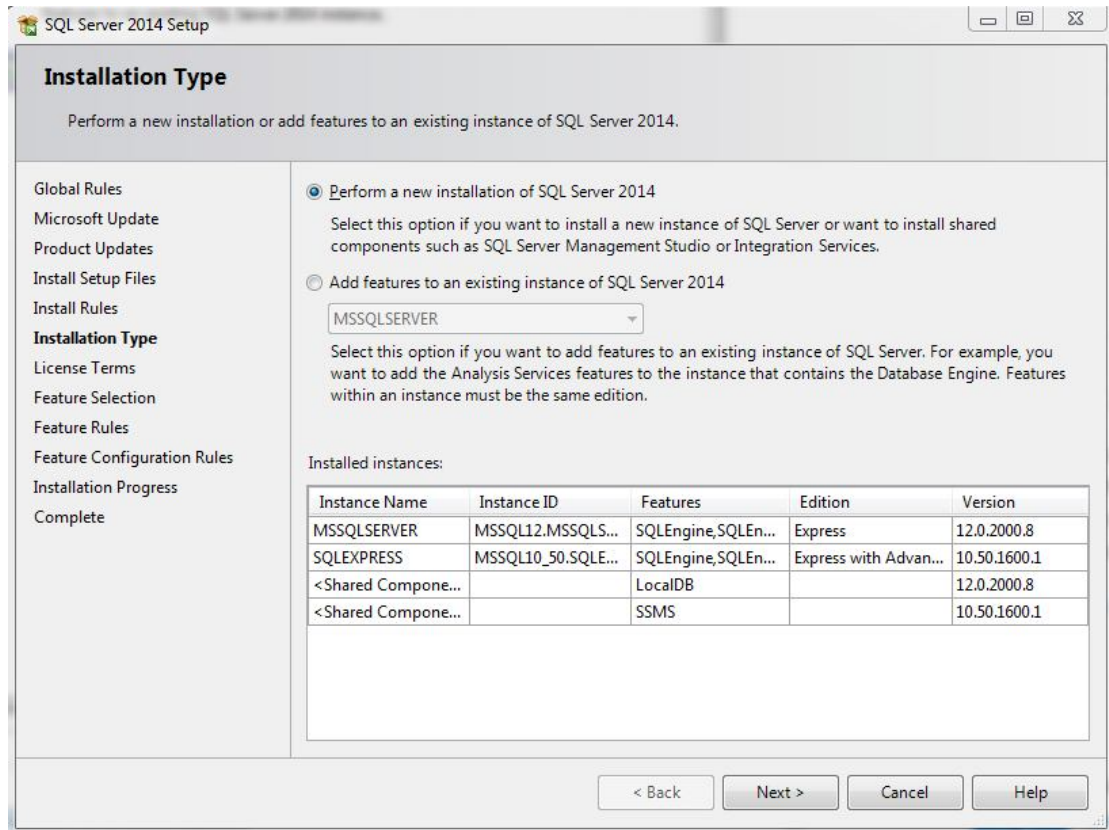 SQL Server 2014 Setup
Installation Type
Perform a new installation or add features to an existing instance of SQL Server 2014.
Global Rules
Microsoft Update
Product Updates
Install Setup Files
Install Rules
Installation Type
License Terms
Feature Selection
Feature Rules
Feature Configuration Rules
Installation Progress
Complete
Perform a new installation of SQL Server 2014
Select this option if you want to install a new instance of SQL Server or want to install shared
components such as SQL Server Management Studio or Integration Services.
Add features to an existing instance of SQL Server 2014
MSSQLSERVER
Select this option if you want to add features to an existing instance of SQL Server. For example, you
want to add the Analysis Services features to the instance that contains the Database Engine. Features
within an instance must be the same edition.
Installed instances:
Instance Name Instance ID Features Edition Version
MSSQLSERVER MSSQL12.MSSQLS... SQLEngine,SQLEn... Express 12.0.2000.8
SQLEXPRESS MSSQL10_50.SQLE... SQLEngine,SQLEn... Express with Advan... 10.50.1600.1
<Shared Compone... LocalDB 12.0.2000.8
<Shared Compone... SSMS 10.50.1600.1
< Back Next > Cancel Help